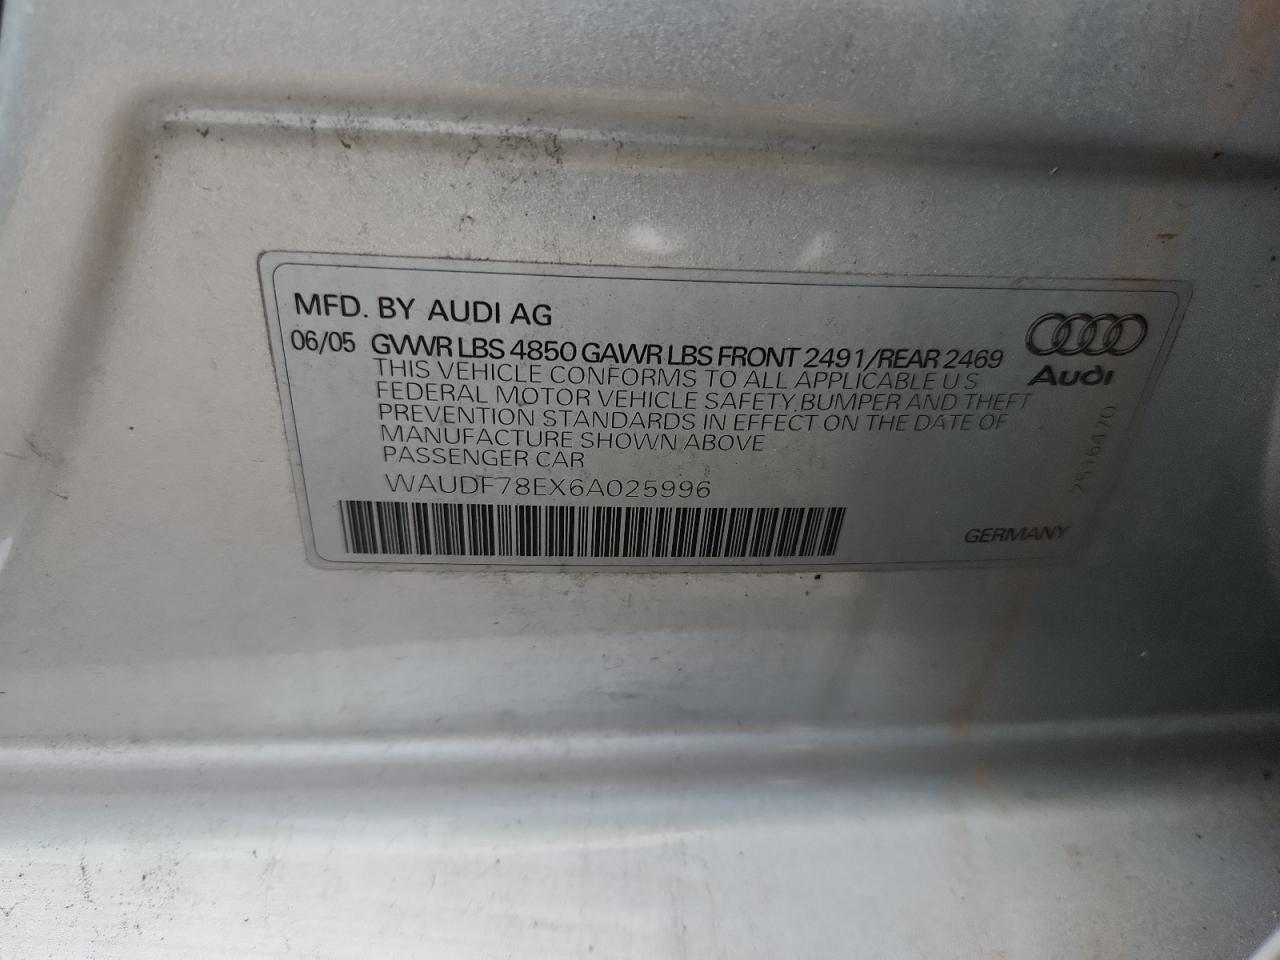 MFD. BY AUDI AG
06/05 GVWR LBS 4850 GAWR LBS FRONT 2491/REAR 2469
THIS VEHICLE CONFORMS TO ALL APPLICABLE U S
FEDERAL MOTOR VEHICLE SAFETY, BUMPER AND THEFT
PREVENTION STANDARDS IN EFFECT ON THE DATE OF
MANUFACTURE SHOWN ABOVE
PASSENGER CAR
WAUDF78EX6A025996
Audi
2516470
GERMANY